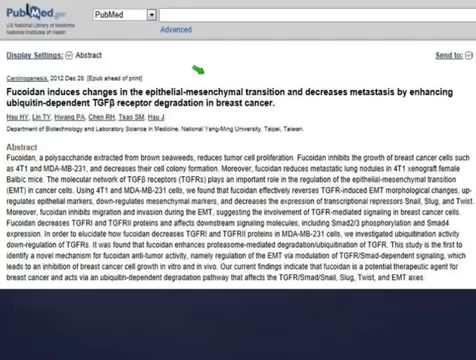 PubMed.gov
US National Library of Medicine
National Institutes of Health
PubMed
Advanced
Display Settings: Abstract
Send to:
Carcinogenesis. 2012 Dec 28. [Epub ahead of print]
Fucoidan induces changes in the epithelial-mesenchymal transition and decreases metastasis by enhancing
ubiquitin-dependent TGFβ receptor degradation in breast cancer.
Hsu HY, Lin TY, Hwang PA, Chen RH, Tsao SM, Hsu J.
Department of Biotechnology and Laboratory Science in Medicine, National Yang-Ming University, Taipei, Taiwan.
Abstract
Fucoidan, a polysaccharide extracted from brown seaweeds, reduces tumor cell proliferation. Fucoidan inhibits the growth of breast cancer cells such
as 4T1 and MDA-MB-231, and decreases their cell colony formation. Moreover, fucoidan reduces metastatic lung nodules in 4T1 xenograft female
Balb/c mice. The molecular network of TGFβ receptors (TGFRs) plays an important role in the regulation of the epithelial-mesenchymal transition
(EMT) in cancer cells. Using 4T1 and MDA-MB-231 cells, we found that fucoidan effectively reverses TGFR-induced EMT morphological changes, up-
regulates epithelial markers, down-regulates mesenchymal markers, and decreases the expression of transcriptional repressors Snail, Slug, and Twist.
Moreover, fucoidan inhibits migration and invasion during the EMT, suggesting the involvement of TGFR-mediated signaling in breast cancer cells.
Fucoidan decreases TGFRI and TGFRII proteins and affects downstream signaling molecules, including Smad2/3 phosphorylation and Smad4
expression. In order to elucidate how fucoidan decreases TGFRI and TGFRII proteins in MDA-MB-231 cells, we investigated ubiquitination activity
down-regulation of TGFRs. It was found that fucoidan enhances proteasome-mediated degradation/ubiquitination of TGFR. This study is the first to
identify a novel mechanism for fucoidan anti-tumor activity, namely regulation of the EMT via modulation of TGFR/Smad-dependent signaling, which
leads to an inhibition of breast cancer cell growth in vitro and in vivo. Our current findings indicate that fucoidan is a potential therapeutic agent for
breast cancer and acts via an ubiquitin-dependent degradation pathway that affects the TGFR/Smad/Snail, Slug, Twist, and EMT axes.